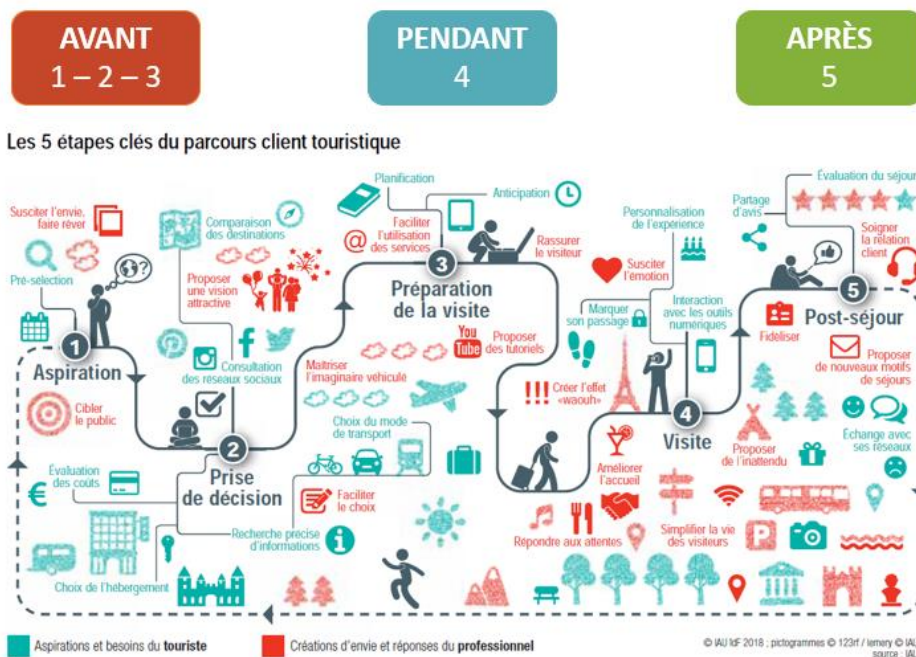 AVANT
1 – 2 – 3
PENDANT
4
APRÈS
5
Les 5 étapes clés du parcours client touristique
Susciter l'envie,
faire rêver
Pré-sélection
?
1
Aspiration
Cibler
le public
Comparaison
des destinations
Proposer
une vision
attractive
f
Consultation
des réseaux sociaux
2
Prise
de décision
Évaluation
des coûts
€
Choix de l'hébergement
Recherche précise
d'informations
i
Faciliter
le choix
Choix du mode
de transport
Maîtriser
l'imaginaire véhiculé
Planification
Anticipation
@
Faciliter
l'utilisation
des services
3
Préparation
de la visite
Rassurer
le visiteur
You
Tube
Proposer
des tutoriels
!!!
Créer l'effet
«waouh»
Personnalisation
de l'expérience
Susciter
l'émotion
Marquer
son passage
Interaction
avec les outils
numériques
4
Visite
Améliorer
l'accueil
Répondre aux attentes
Simplifier la vie
des visiteurs
P
Proposer
de l'inattendu
Partage
d'avis
Évaluation du séjour
Soigner
la relation
client
5
Post-séjour
Fidéliser
Proposer
de nouveaux motifs
de séjours
Échange avec
ses réseaux
Aspirations et besoins du touriste
Créations d'envie et réponses du professionnel
© IAU îdF 2018 ; pictogrammes © 123rf / lemery © IAU
source : IAU